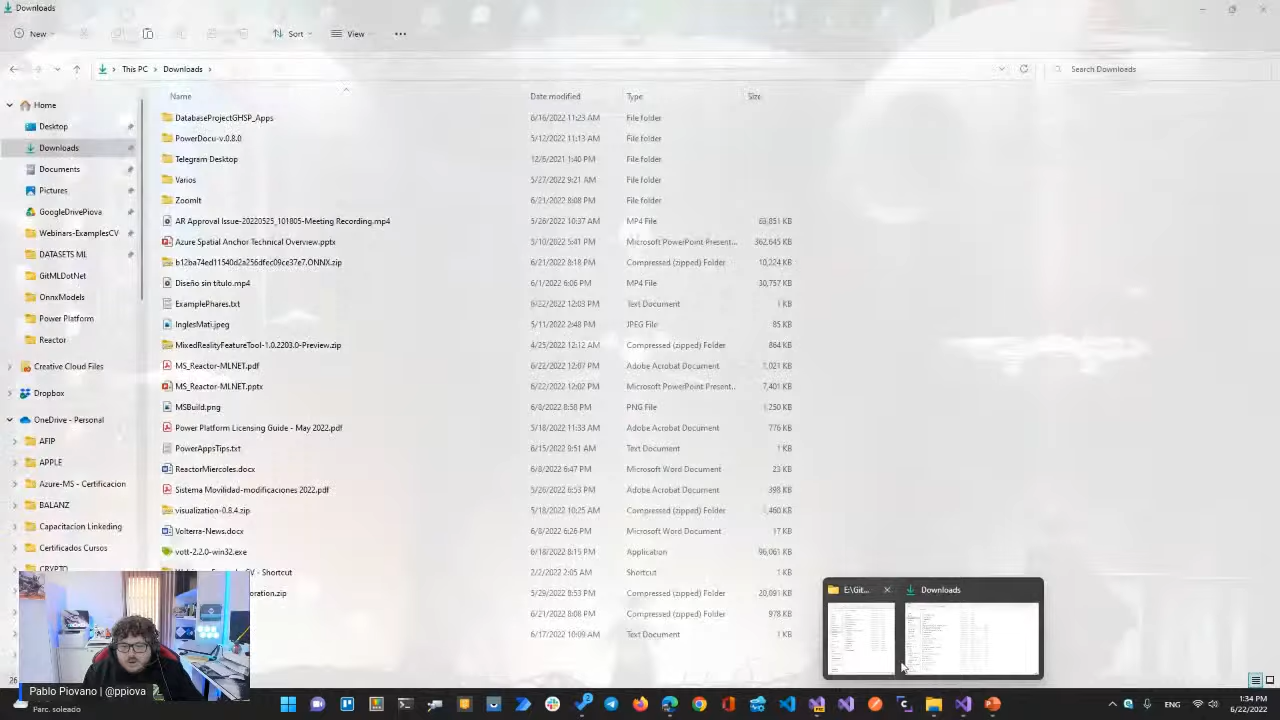 Downloads
New
Sort
View
This PC
Downloads
Search Downloads
Name
Date modified
Type
Size
Home
Desktop
Downloads
Documents
Pictures
GoogleDrivePiova
Webinars-ExamplesCV
DATASETS ML
GitMLDotNet
OnnxModels
Power Platform
Reactor
Creative Cloud Files
Dropbox
OneDrive - Personal
AFIP
APPLE
Azure-MS - Certificacion
BALANZ
Capacitacion Linkeding
Certificados Cursos
CRYPTO
DatabaseProjectGHSP_Apps 6/16/2022 11:23 AM File folder
PowerDocu-v.0.8.0 5/12/2022 11:13 AM File folder
Telegram Desktop 12/6/2021 1:40 PM File folder
Varios 5/27/2022 9:21 AM File folder
ZoomIt 6/21/2022 8:08 PM File folder
AR Approval Issue-20220525_101805-Meeting Recording.mp4 5/26/2022 10:37 AM MP4 File 63,851 KB
Azure Spatial Anchor Technical Overview.pptx 5/10/2022 5:41 PM Microsoft PowerPoint Present... 362,645 KB
b12ba74ed11540d2a256dfec09ce37e7.ONNX.zip 6/21/2022 8:18 PM Compressed (zipped) Folder 10,224 KB
Diseño sin título.mp4 6/1/2022 6:06 PM MP4 File 30,757 KB
ExamplePhares.txt 6/22/2022 12:03 PM Text Document 1 KB
InglesMati.jpeg 5/11/2022 2:48 PM JPEG File 85 KB
MixedRealityFeatureTool-1.0.2203.0-Preview.zip 4/25/2022 12:12 AM Compressed (zipped) Folder 864 KB
MS_Reactor-MLNET.pdf 6/22/2022 12:07 PM Adobe Acrobat Document 1,021 KB
MS_Reactor-MLNET.pptx 6/22/2022 12:02 PM Microsoft PowerPoint Present... 7,401 KB
MSBuild.png 6/8/2022 8:58 PM PNG File 1,250 KB
Power Platform Licensing Guide - May 2022.pdf 5/18/2022 11:33 AM Adobe Acrobat Document 776 KB
PowerAppsTips.txt 6/15/2022 9:51 AM Text Document 1 KB
ReactorMiercoles.docx 6/8/2022 6:47 PM Microsoft Word Document 23 KB
Sistema Movilidad-modificaciones 2022.pdf 5/26/2022 6:53 PM Adobe Acrobat Document 398 KB
visualization-0.8.4.zip 5/18/2022 10:25 AM Compressed (zipped) Folder 1,460 KB
Volterra-News.docx 6/8/2022 6:26 PM Microsoft Word Document 17 KB
vott-2.2.0-win32.exe 6/18/2022 8:15 PM Application 96,061 KB
- Shortcut 2/2/2022 2:05 AM Shortcut 1 KB
oration.zip Compressed (zipped) Folder 20,091 KB
6/21/2022 8:08 PM Compressed (zipped) Folder 978 KB
E:\Git...
Downloads
Pablo Piovano | @ppiova
Parc. soleado
ENG
1:34 PM
6/22/2022